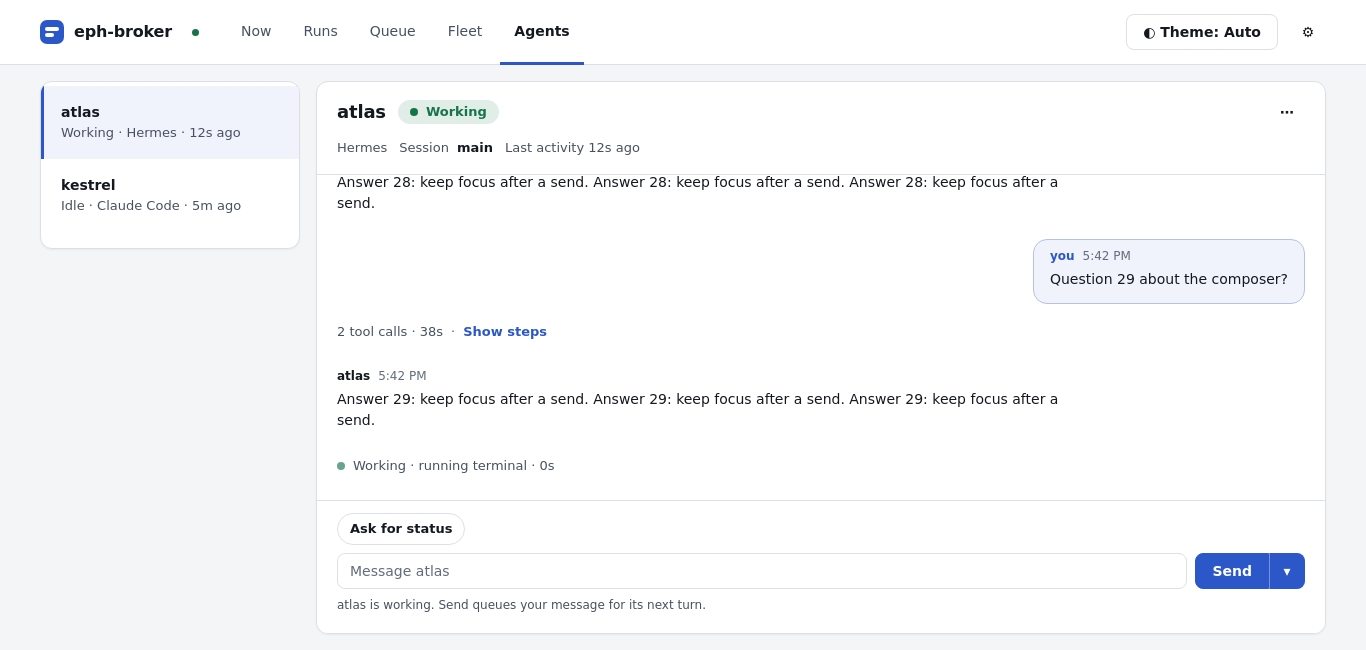 eph-broker
Now
Runs
Queue
Fleet
Agents
Theme: Auto
atlas
Working · Hermes · 12s ago
kestrel
Idle · Claude Code · 5m ago
atlas
Working
Hermes Session main Last activity 12s ago
Answer 28: keep focus after a send. Answer 28: keep focus after a send. Answer 28: keep focus after a
send.
you 5:42 PM
Question 29 about the composer?
2 tool calls · 38s · Show steps
atlas 5:42 PM
Answer 29: keep focus after a send. Answer 29: keep focus after a send. Answer 29: keep focus after a
send.
Working · running terminal · 0s
Ask for status
Message atlas
Send
atlas is working. Send queues your message for its next turn.